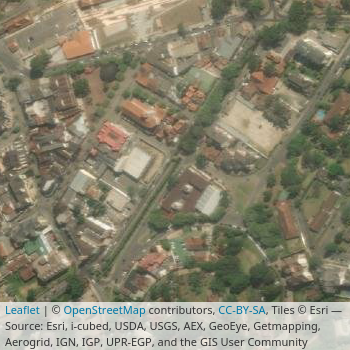 Leaflet | © OpenStreetMap contributors, CC-BY-SA, Tiles © Esri —
Source: Esri, i-cubed, USDA, USGS, AEX, GeoEye, Getmapping,
Aerogrid, IGN, IGP, UPR-EGP, and the GIS User Community